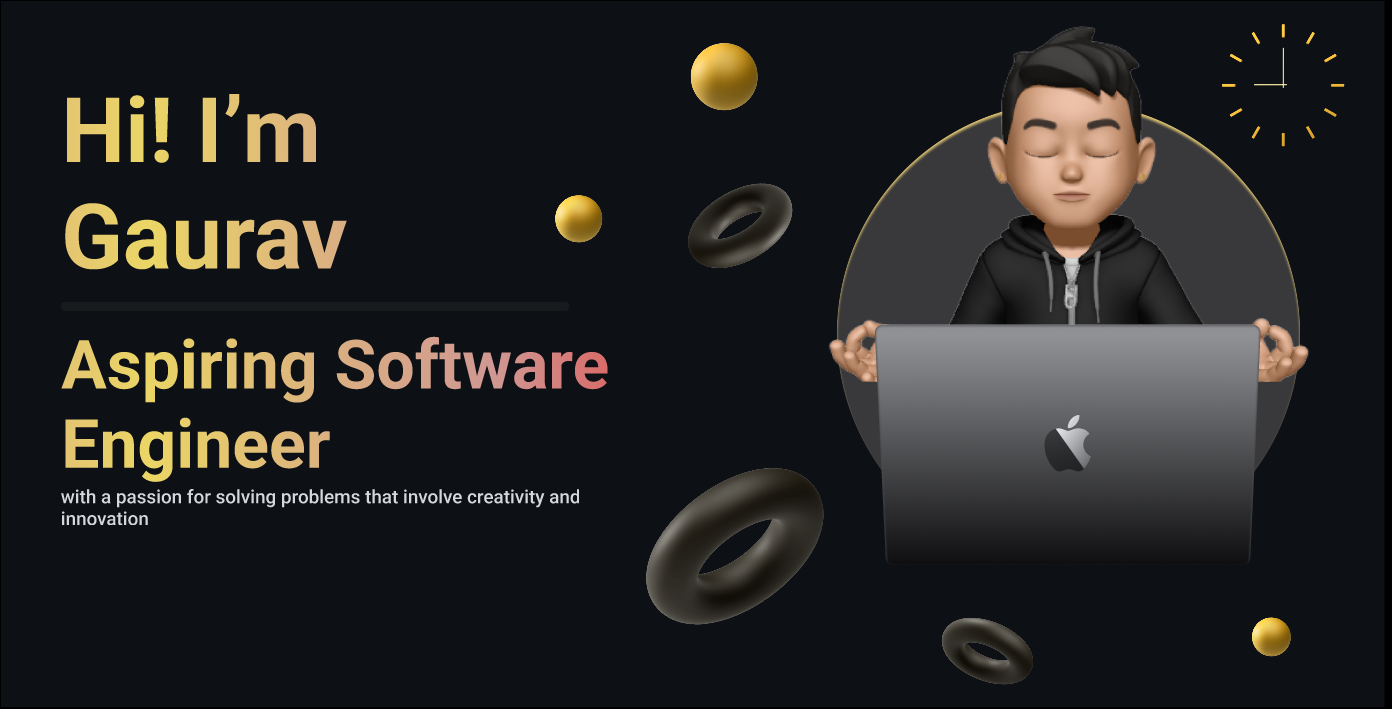 Hi! I’m
Gaurav
Aspiring Software
Engineer
with a passion for solving problems that involve creativity and
innovation